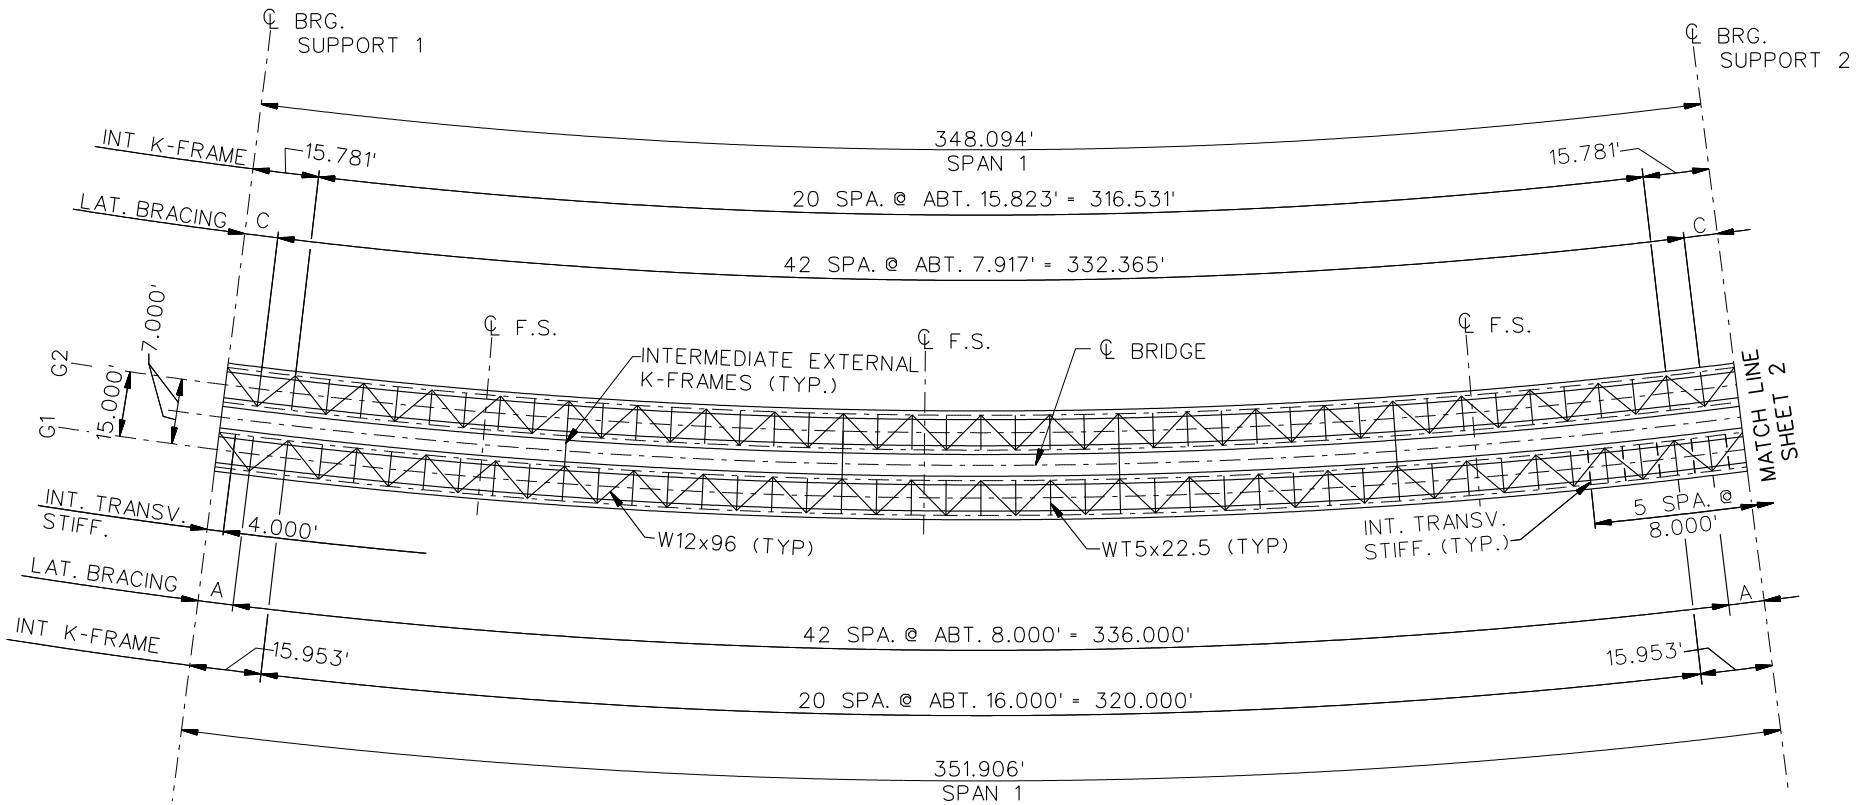 ℄ BRG.
SUPPORT 1
℄ BRG.
SUPPORT 2
348.094'
SPAN 1
INT K-FRAME
15.781'
15.781'
20 SPA. @ ABT. 15.823' = 316.531'
LAT. BRACING
C
C
42 SPA. @ ABT. 7.917' = 332.365'
7.000'
℄ F.S.
℄ F.S.
℄ F.S.
INTERMEDIATE EXTERNAL
K-FRAMES (TYP.)
℄ BRIDGE
G2
G1
15.000'
MATCH LINE
SHEET 2
INT. TRANSV.
STIFF.
4.000'
W12x96 (TYP)
WT5x22.5 (TYP)
INT. TRANSV.
STIFF. (TYP.)
5 SPA. @
8.000'
LAT. BRACING
A
A
42 SPA. @ ABT. 8.000' = 336.000'
INT K-FRAME
15.953'
15.953'
20 SPA. @ ABT. 16.000' = 320.000'
351.906'
SPAN 1